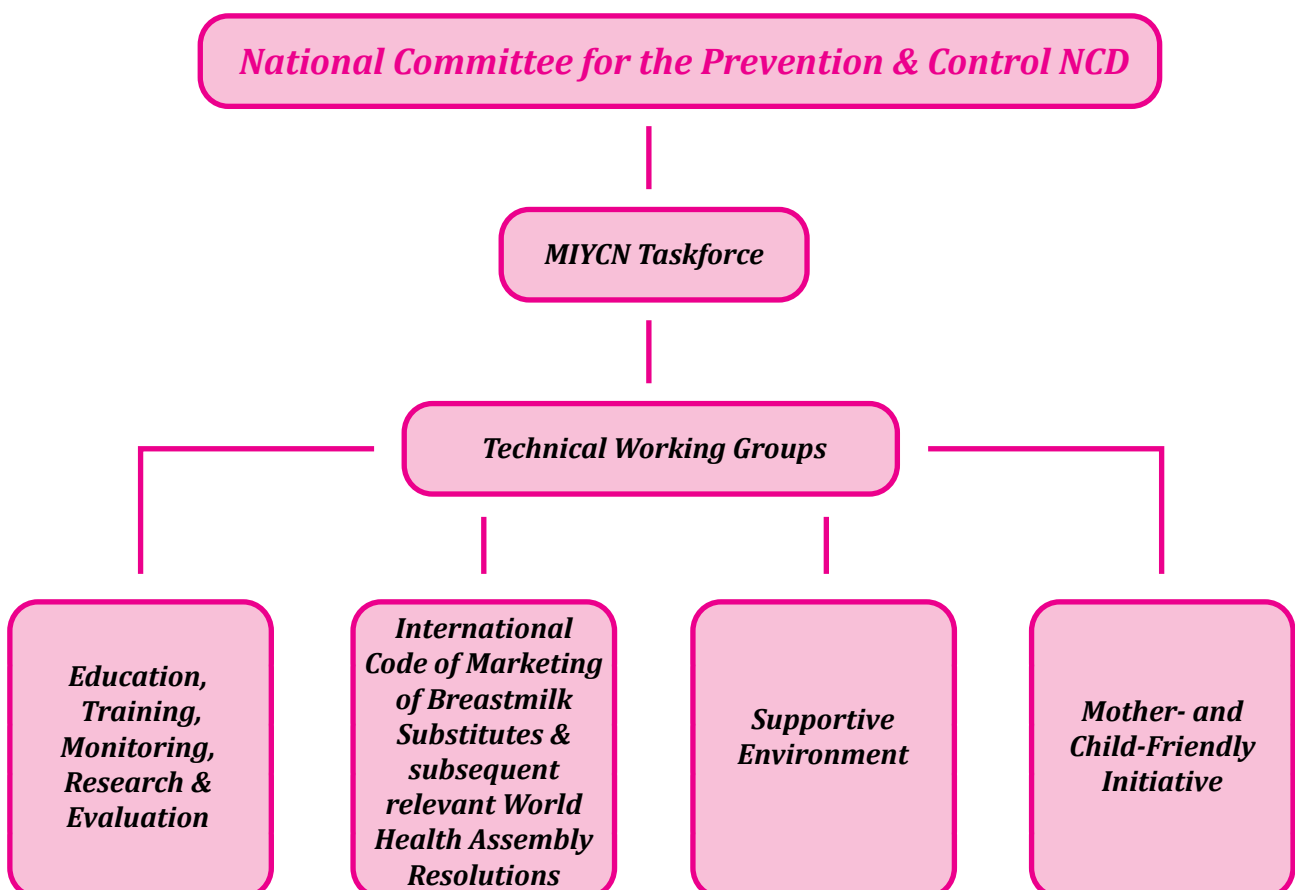 National Committee for the Prevention & Control NCD
MIYCN Taskforce
Technical Working Groups
Education,
Training,
Monitoring,
Research &
Evaluation
International
Code of Marketing
of Breastmilk
Substitutes &
subsequent
relevant World
Health Assembly
Resolutions
Supportive
Environment
Mother- and
Child-Friendly
Initiative